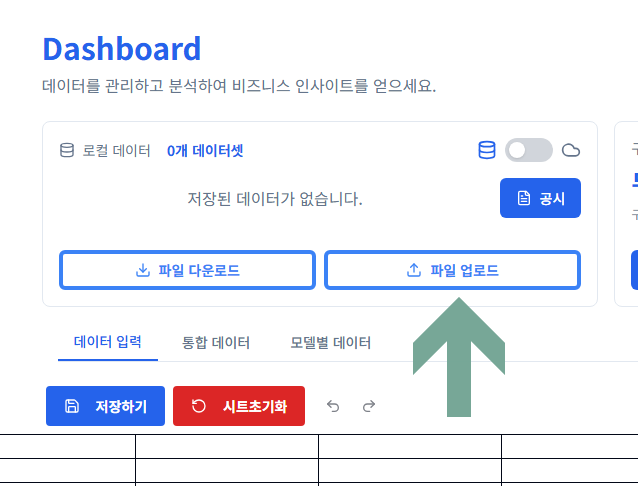 Dashboard
데이터를 관리하고 분석하여 비즈니스 인사이트를 얻으세요.
로컬 데이터 0개 데이터셋
저장된 데이터가 없습니다.
공시
파일 다운로드
파일 업로드
데이터 입력
통합 데이터
모델별 데이터
저장하기
시트초기화